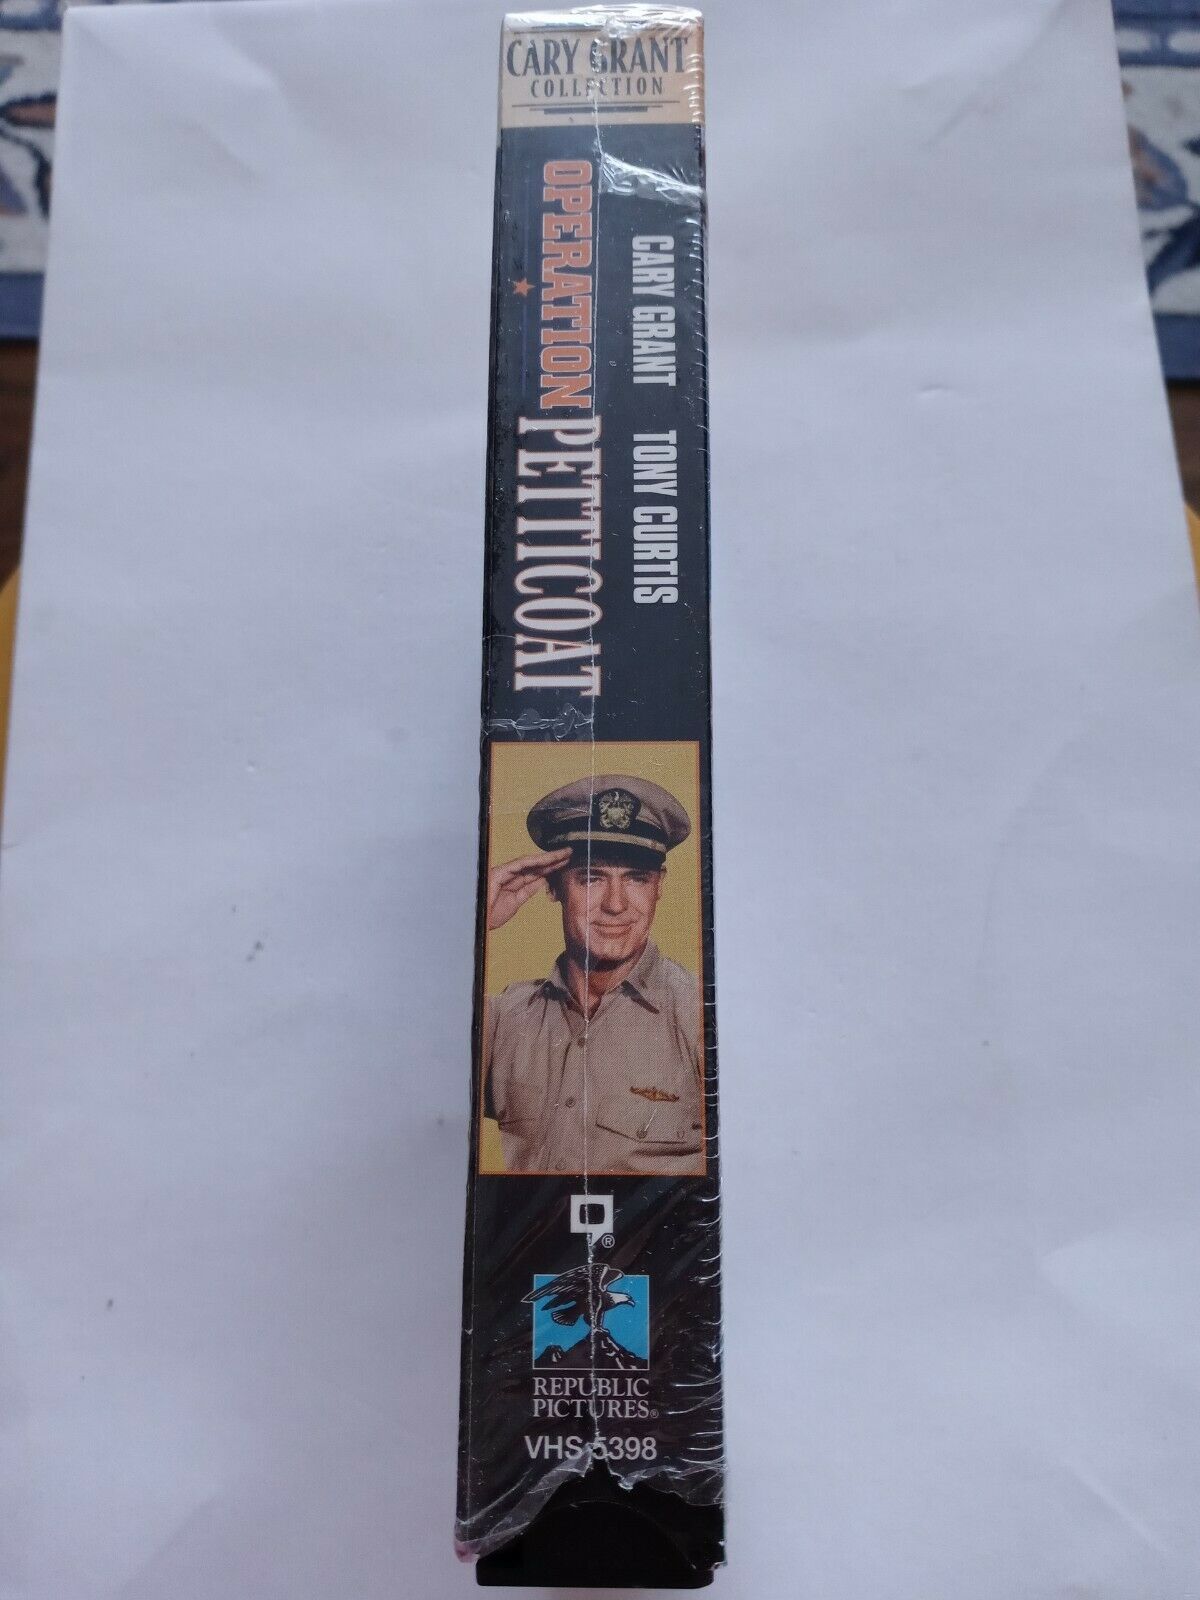 CARY GRANT
COLLECTION
CARY GRANT TONY CURTIS
OPERATION PETTICOAT
®
REPUBLIC
PICTURES®
VHS 5398